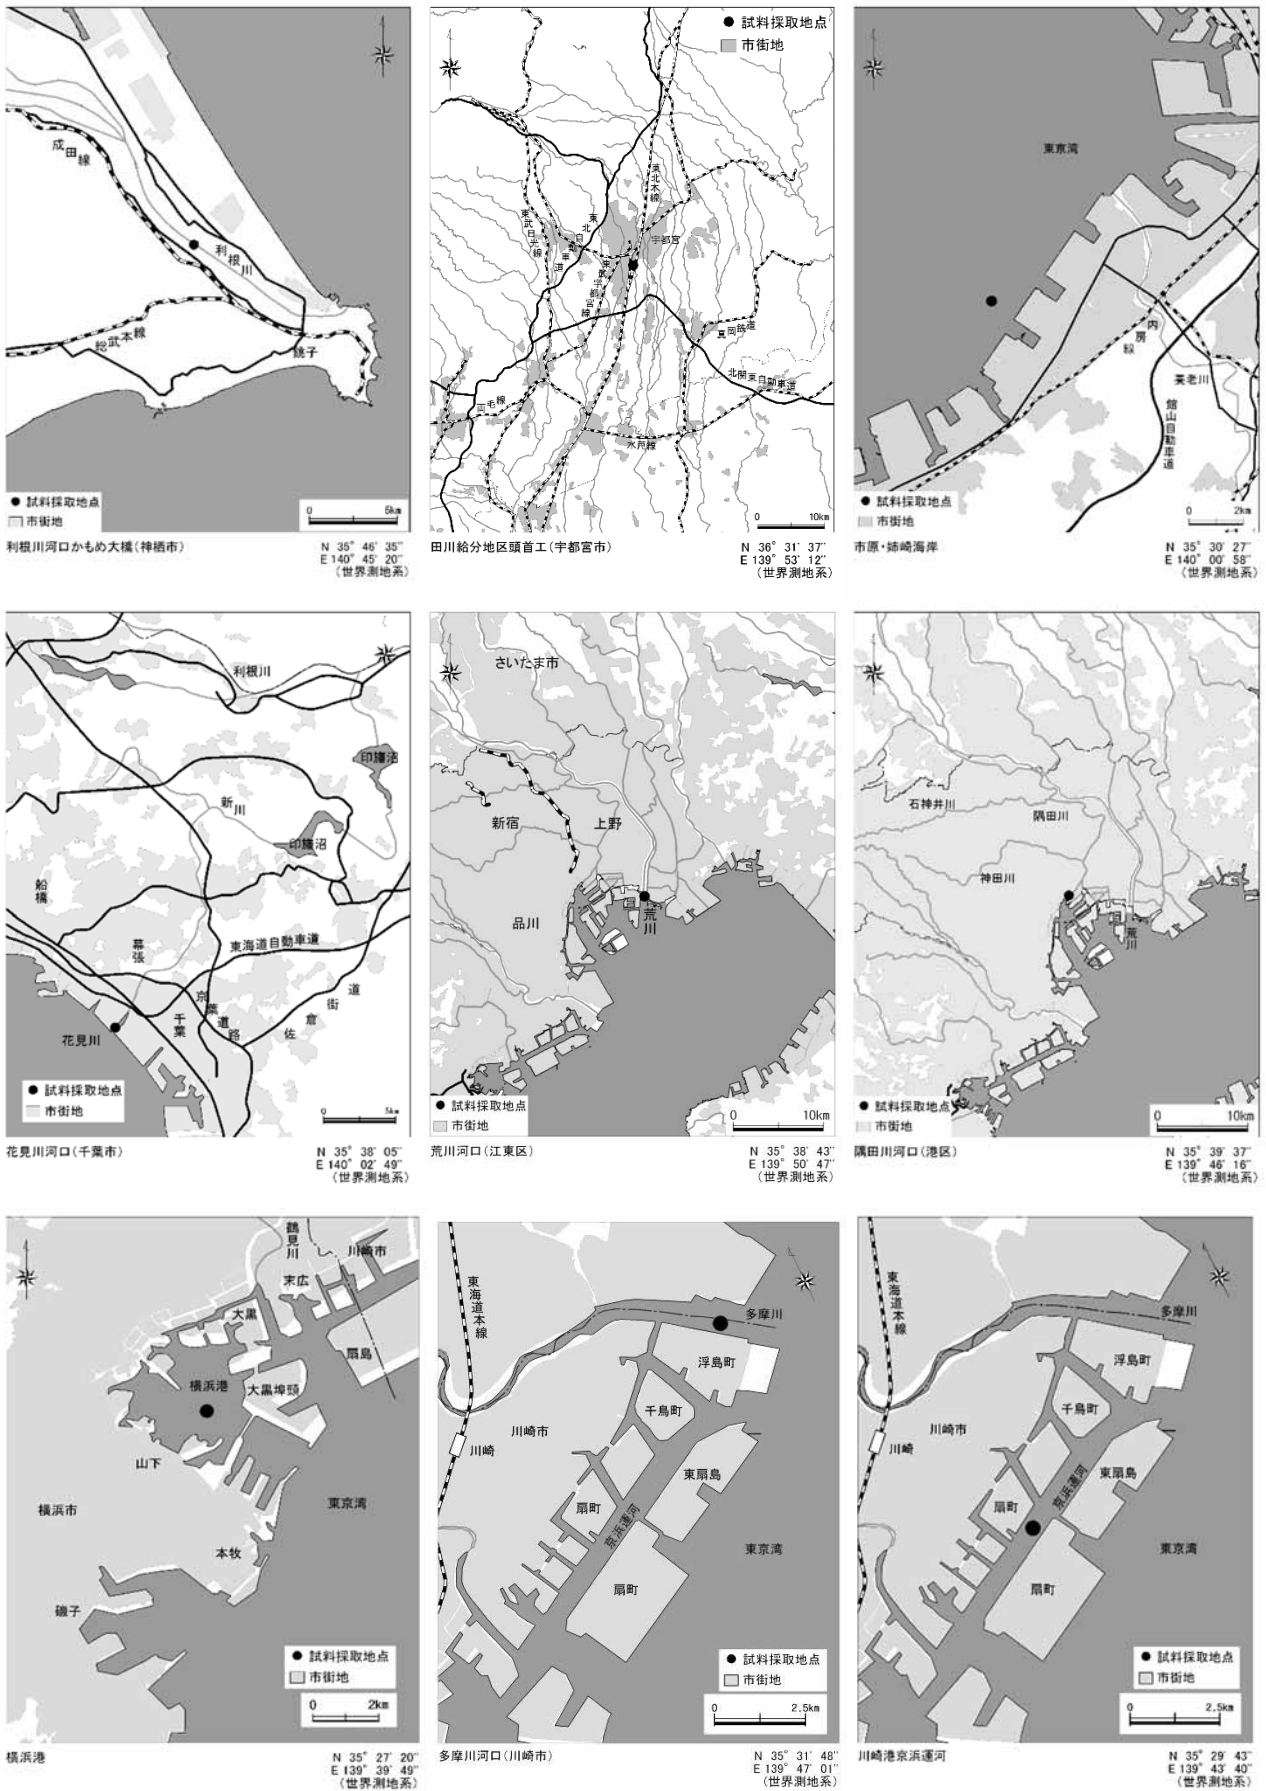 成田線
利根川
総武本線
銚子
●試料採取地点
市街地
0 5km
利根川河口かもめ大橋(神栖市)
N 35° 46′ 35″
E 140° 45′ 20″
(世界測地系)
●試料採取地点
市街地
東北本線
東武日光線
東北自動車道
宇都宮
東武宇都宮線
真岡鉄道
北関東自動車道
両毛線
水戸線
0 10km
田川給分地区頭首工(宇都宮市)
N 36° 31′ 37″
E 139° 53′ 12″
(世界測地系)
東京湾
内房線
養老川
館山自動車道
●試料採取地点
市街地
0 2km
市原・姉崎海岸
N 35° 30′ 27″
E 140° 00′ 58″
(世界測地系)
利根川
印旛沼
新川
印旛沼
船橋
幕張
東海道自動車道
京葉道路
千葉
佐倉街道
花見川
●試料採取地点
市街地
0 5km
花見川河口(千葉市)
N 35° 38′ 05″
E 140° 02′ 49″
(世界測地系)
さいたま市
新宿
上野
品川
荒川
●試料採取地点
市街地
0 10km
荒川河口(江東区)
N 35° 38′ 43″
E 139° 50′ 47″
(世界測地系)
石神井川
隅田川
神田川
荒川
●試料採取地点
市街地
0 10km
隅田川河口(港区)
N 35° 39′ 37″
E 139° 46′ 16″
(世界測地系)
鶴見川
川崎市
末広
大黒
扇島
横浜港
大黒埠頭
山下
横浜市
東京湾
本牧
磯子
●試料採取地点
市街地
0 2km
横浜港
N 35° 27′ 20″
E 139° 39′ 49″
(世界測地系)
東海道本線
多摩川
浮島町
千鳥町
川崎市
川崎
東扇島
扇町
京浜運河
東京湾
扇町
●試料採取地点
市街地
0 2.5km
多摩川河口(川崎市)
N 35° 31′ 48″
E 139° 47′ 01″
(世界測地系)
東海道本線
多摩川
浮島町
千鳥町
川崎市
川崎
東扇島
京浜運河
扇町
東京湾
扇町
●試料採取地点
市街地
0 2.5km
川崎港京浜運河
N 35° 29′ 43″
E 139° 43′ 40″
(世界測地系)